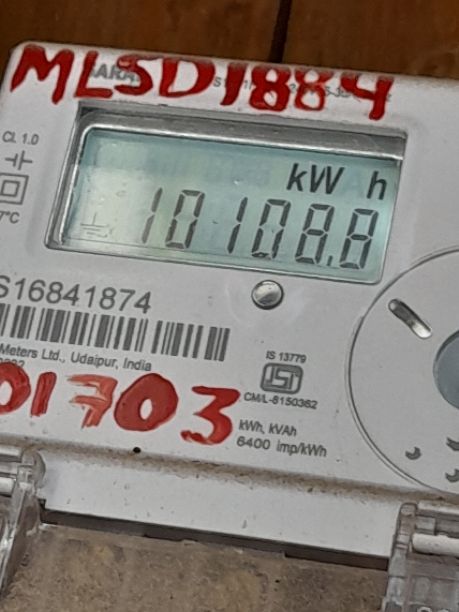 MLSD1884
CL 1.0
kW h
10108.8
7°C
S16841874
Meters Ltd., Udaipur, India
IS 13779
01703
CM/L-8150362
kWh, kVAh
6400 imp/kWh